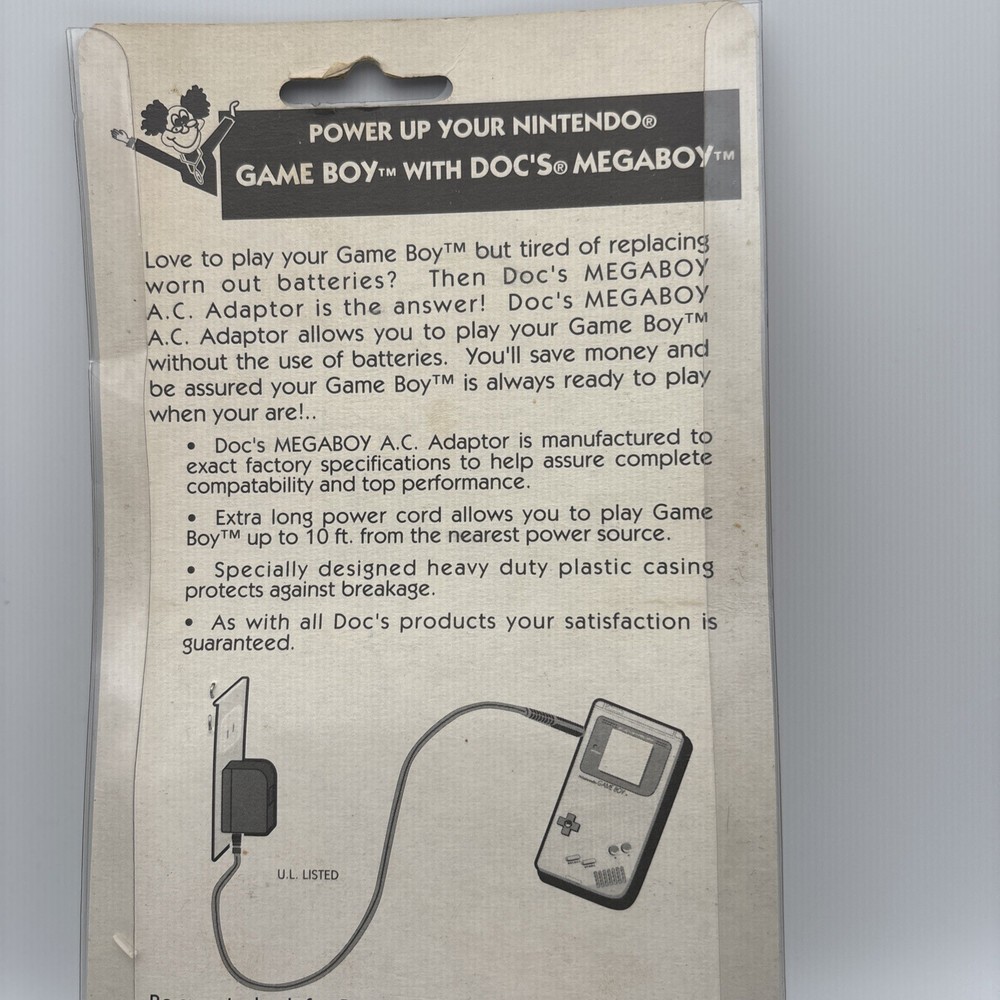 POWER UP YOUR NINTENDO®
GAME BOY™ WITH DOC'S® MEGABOY™
Love to play your Game Boy™ but tired of replacing
worn out batteries? Then Doc's MEGABOY
A.C. Adaptor is the answer! Doc's MEGABOY
A.C. Adaptor allows you to play your Game Boy™
without the use of batteries. You'll save money and
be assured your Game Boy™ is always ready to play
when your are!..
• Doc's MEGABOY A.C. Adaptor is manufactured to
exact factory specifications to help assure complete
compatability and top performance.
• Extra long power cord allows you to play Game
Boy™ up to 10 ft. from the nearest power source.
• Specially designed heavy duty plastic casing
protects against breakage.
• As with all Doc's products your satisfaction is
guaranteed.
GAME BOY
U.L. LISTED